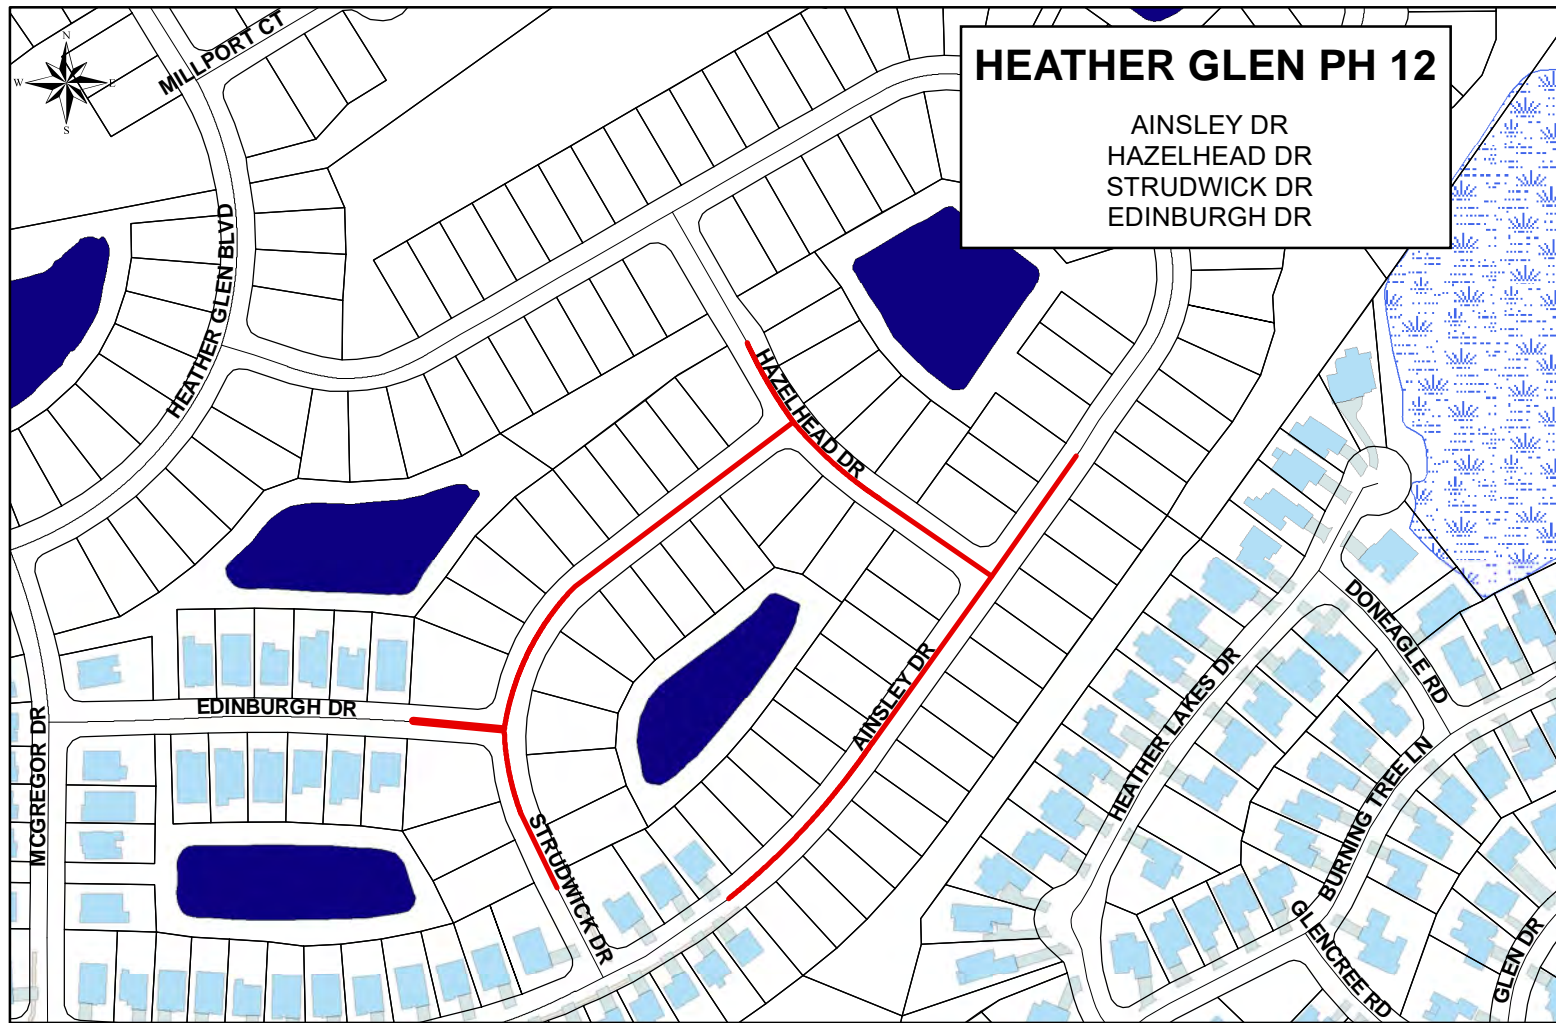 MILLPORT CT
N
W
E
S
HEATHER GLEN PH 12
AINSLEY DR
HAZELHEAD DR
STRUDWICK DR
EDINBURGH DR
HEATHER GLEN BLVD
HAZELHEAD DR
DONEAGLE RD
EDINBURGH DR
AINSLEY DR
HEATHER LAKES DR
MCGREGOR DR
BURNING TREE LN
STRUDWICK DR
GLENCREE RD
GLEN DR